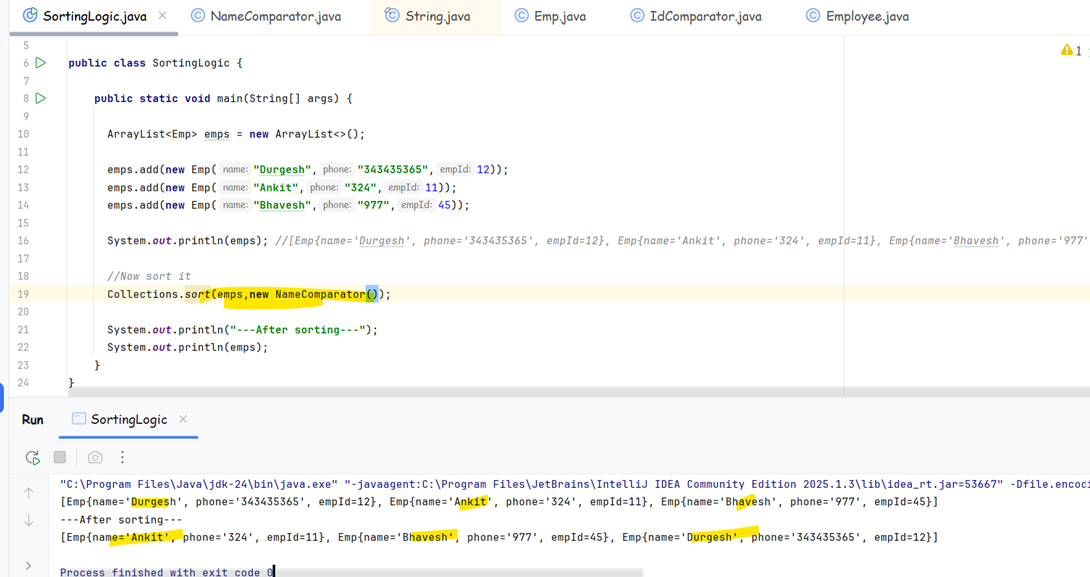 SortingLogic.java
NameComparator.java
String.java
Emp.java
IdComparator.java
Employee.java
1
5
6 public class SortingLogic {
7
8 public static void main(String[] args) {
9
10 ArrayList<Emp> emps = new ArrayList<>();
11
12 emps.add(new Emp( name: "Durgesh", phone: "343435365", empId: 12));
13 emps.add(new Emp( name: "Ankit", phone: "324", empId: 11));
14 emps.add(new Emp( name: "Bhavesh", phone: "977", empId: 45));
15
16 System.out.println(emps); //[Emp{name='Durgesh', phone='343435365', empId=12}, Emp{name='Ankit', phone='324', empId=11}, Emp{name='Bhavesh', phone='977'
17
18 //Now sort it
19 Collections.sort(emps,new NameComparator());
20
21 System.out.println("---After sorting---");
22 System.out.println(emps);
23 }
24 }
Run SortingLogic
"C:\Program Files\Java\jdk-24\bin\java.exe" "-javaagent:C:\Program Files\JetBrains\IntelliJ IDEA Community Edition 2025.1.3\lib\idea_rt.jar=53667" -Dfile.encodi
[Emp{name='Durgesh', phone='343435365', empId=12}, Emp{name='Ankit', phone='324', empId=11}, Emp{name='Bhavesh', phone='977', empId=45}]
---After sorting---
[Emp{name='Ankit', phone='324', empId=11}, Emp{name='Bhavesh', phone='977', empId=45}, Emp{name='Durgesh', phone='343435365', empId=12}]
Process finished with exit code 0